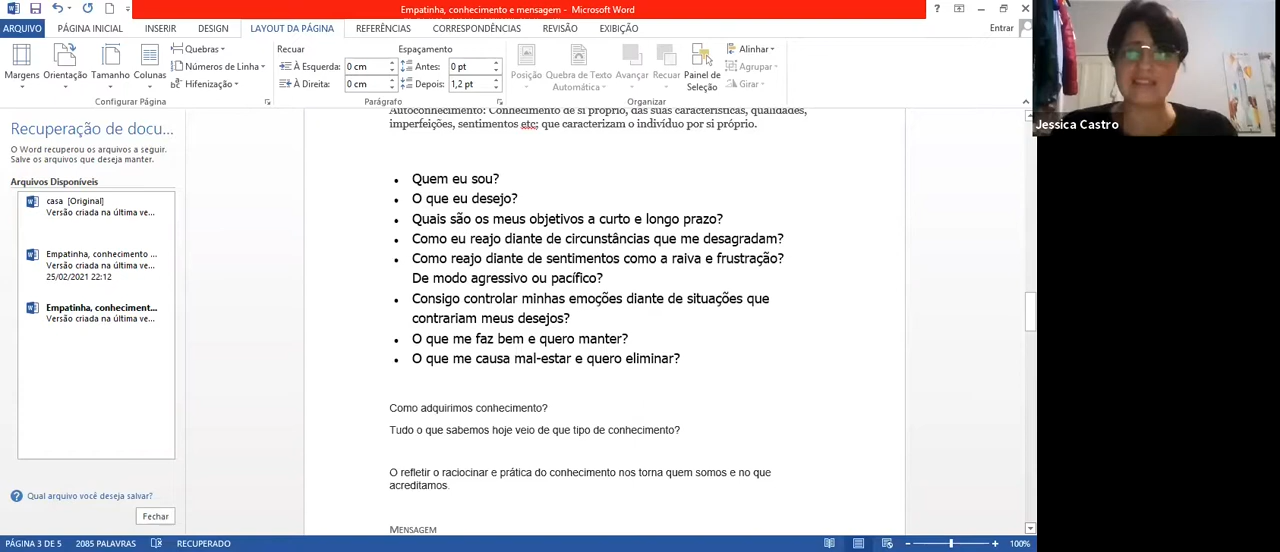 Empatinha, conhecimento e mensagem - Microsoft Word
ARQUIVO PÁGINA INICIAL INSERIR DESIGN LAYOUT DA PÁGINA REFERÊNCIAS CORRESPONDÊNCIAS REVISÃO EXIBIÇÃO Entrar
Margens Orientação Tamanho Colunas
Quebras
Números de Linha
Hifenização
Configurar Página
Recuar
À Esquerda: 0 cm
À Direita: 0 cm
Espaçamento
Antes: 0 pt
Depois: 1,2 pt
Parágrafo
Posição
Quebra de Texto
Automática
Avançar
Recuar
Painel de
Seleção
Alinhar
Agrupar
Girar
Organizar
Jessica Castro
Recuperação de docu...
O Word recuperou os arquivos a seguir.
Salve os arquivos que deseja manter.
Arquivos Disponíveis
casa [Original]
Versão criada na última ve...
Empatinha, conhecimento ...
Versão criada na última ve...
25/02/2021 22:12
Empatinha, conheciment...
Versão criada na última ve...
Qual arquivo você deseja salvar?
Fechar
Autoconhecimento: Conhecimento de si próprio, das suas características, qualidades,
imperfeições, sentimentos etc; que caracterizam o indivíduo por si próprio.
• Quem eu sou?
• O que eu desejo?
• Quais são os meus objetivos a curto e longo prazo?
• Como eu reajo diante de circunstâncias que me desagradam?
• Como reajo diante de sentimentos como a raiva e frustração?
De modo agressivo ou pacífico?
• Consigo controlar minhas emoções diante de situações que
contrariam meus desejos?
• O que me faz bem e quero manter?
• O que me causa mal-estar e quero eliminar?
Como adquirimos conhecimento?
Tudo o que sabemos hoje veio de que tipo de conhecimento?
O refletir o raciocinar e prática do conhecimento nos torna quem somos e no que
acreditamos.
MENSAGEM
PÁGINA 3 DE 5 2085 PALAVRAS RECUPERADO 100%